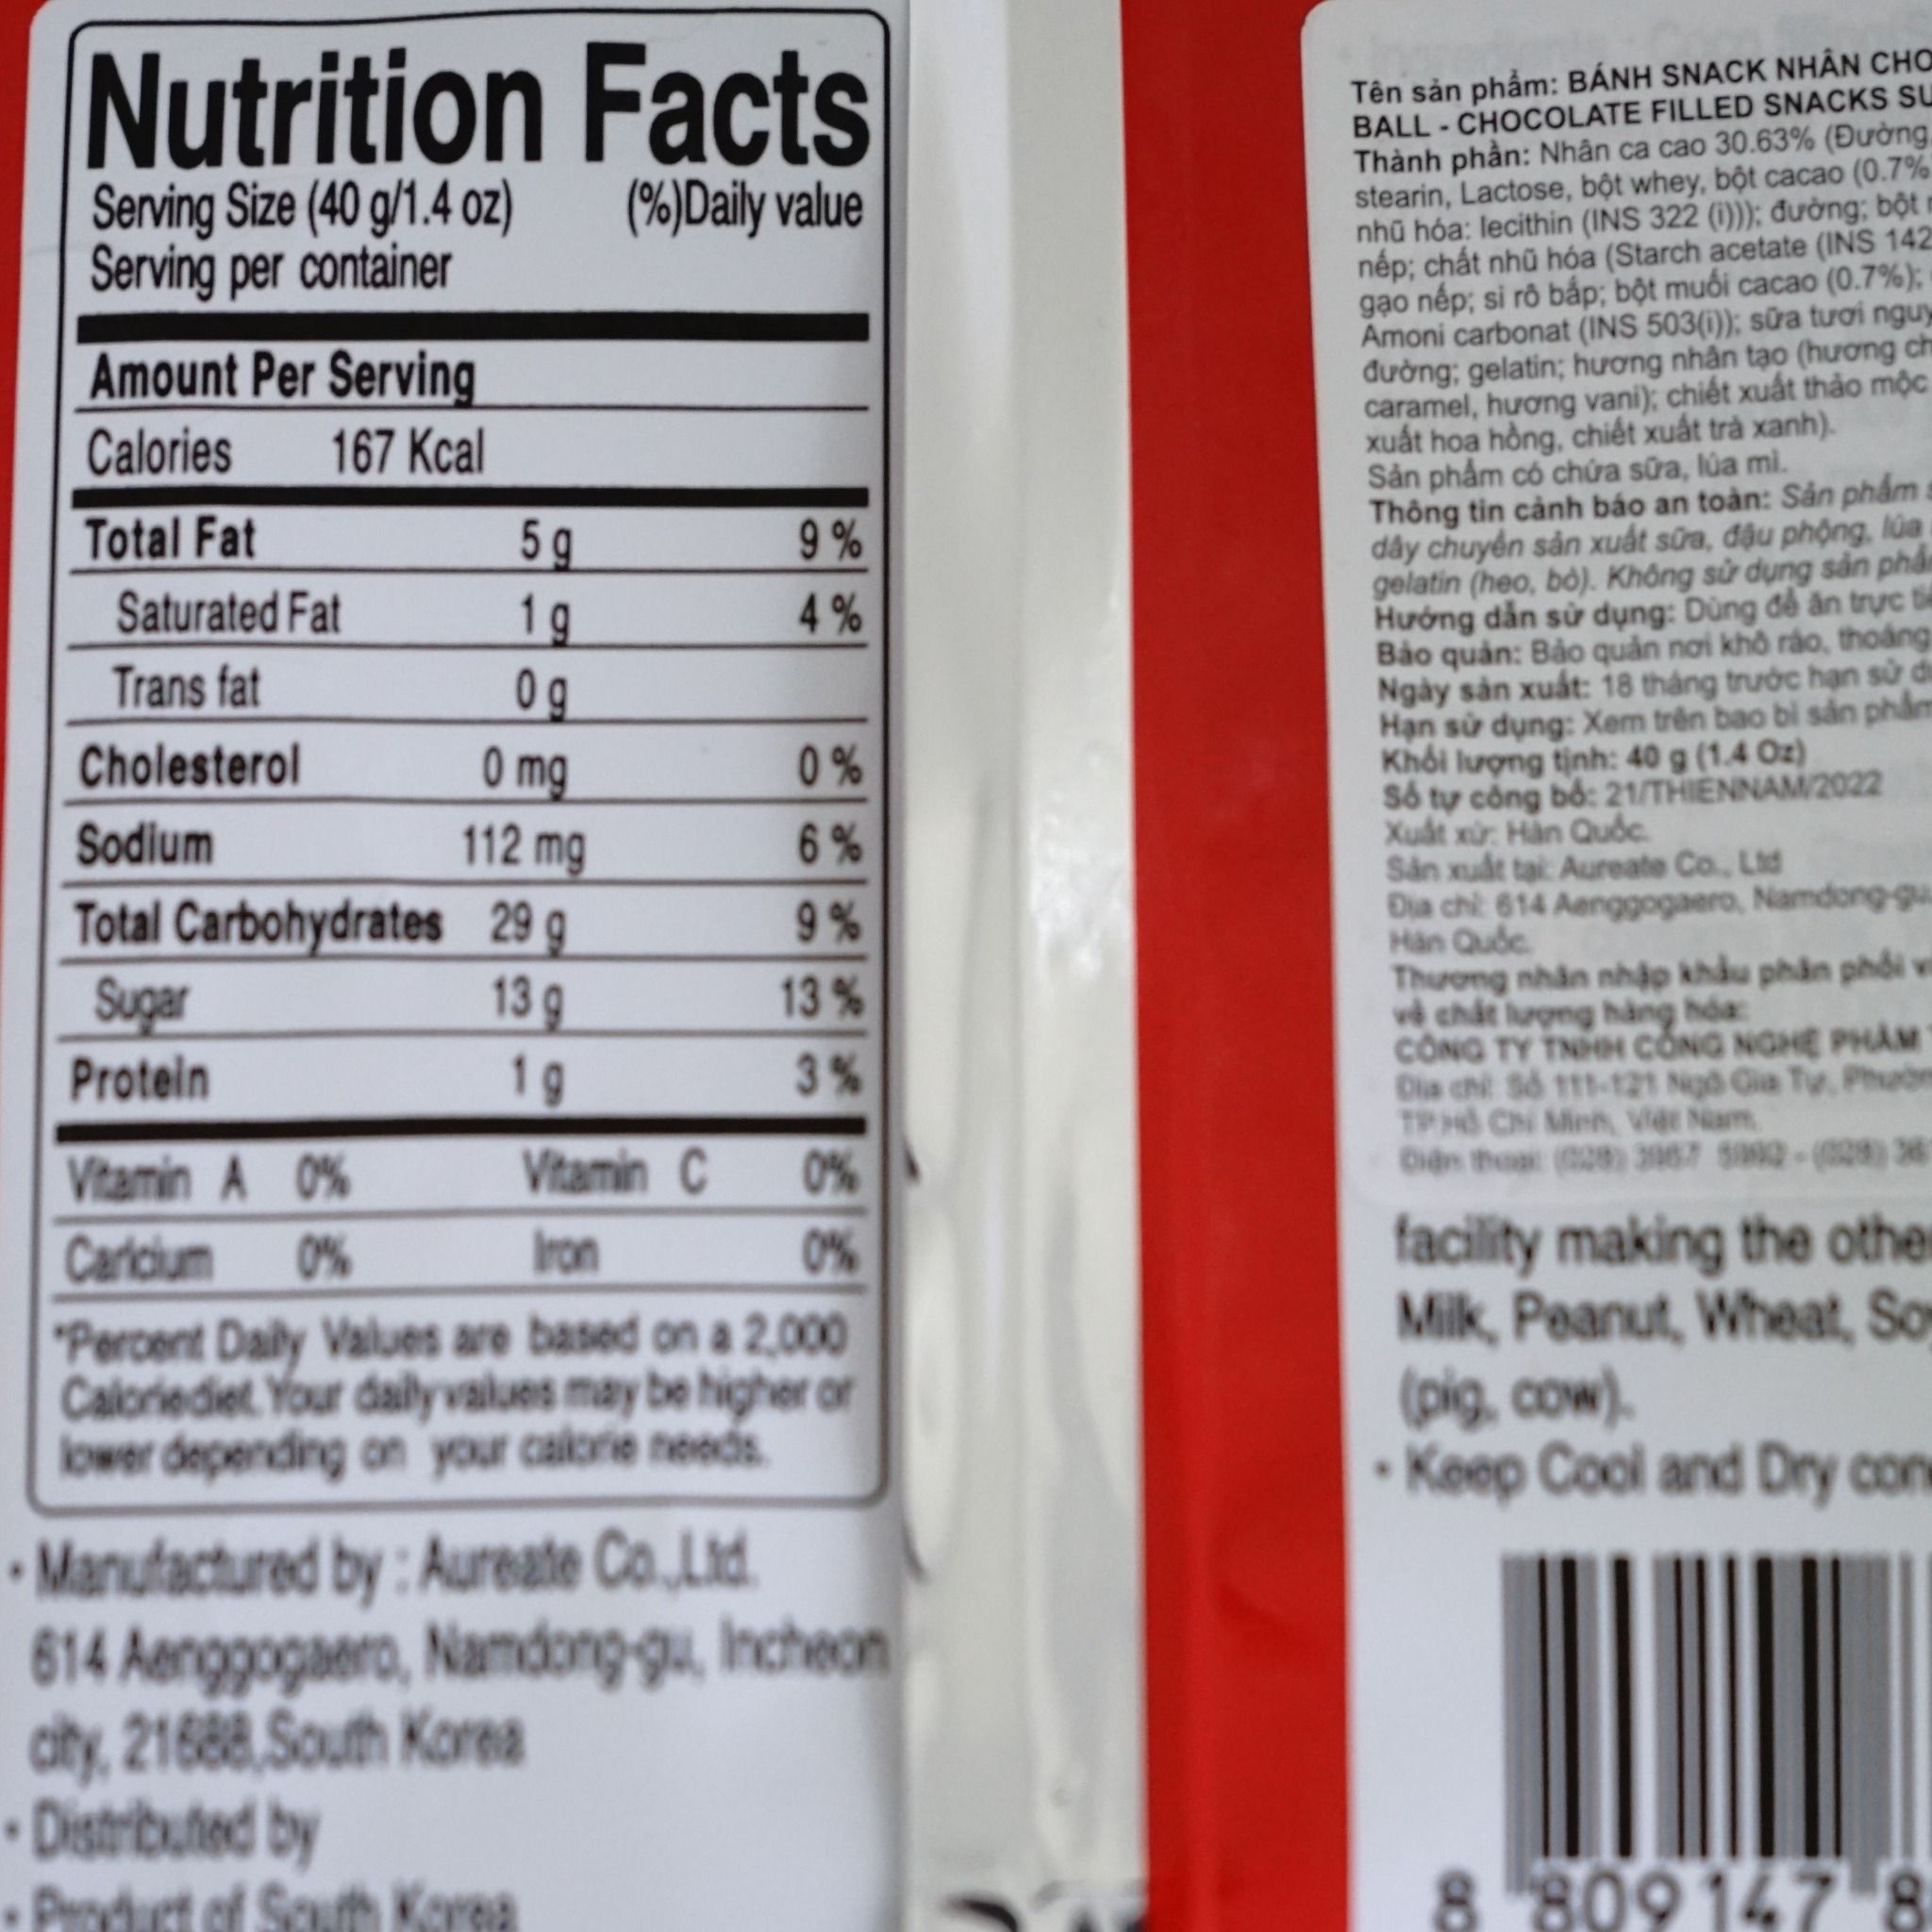 Nutrition Facts
Serving Size (40 g/1.4 oz) (%)Daily value
Serving per container
Amount Per Serving
Calories 167 Kcal
Total Fat 5 g 9 %
Saturated Fat 1 g 4 %
Trans fat 0 g
Cholesterol 0 mg 0 %
Sodium 112 mg 6 %
Total Carbohydrates 29 g 9 %
Sugar 13 g 13 %
Protein 1 g 3 %
Vitamin A 0% Vitamin C 0%
Carlcium 0% Iron 0%
*Percent Daily Values are based on a 2,000
Caloriediet. Your daily values may be higher or
lower depending on your calorie needs.
• Manufactured by : Aureate Co.,Ltd.
614 Aenggogaero, Namdong-gu, Incheon
city, 21688,South Korea
• Distributed by
• Product of South Korea
Tên sản phẩm: BÁNH SNACK NHÂN CHO
BALL - CHOCOLATE FILLED SNACKS SU
Thành phần: Nhân ca cao 30.63% (Đường,
stearin, Lactose, bột whey, bột cacao (0.7%
nhũ hóa: lecithin (INS 322 (i))); đường; bột
nếp; chất nhũ hóa (Starch acetate (INS 142
gạo nếp; si rô bắp; bột muối cacao (0.7%);
Amoni carbonat (INS 503(i)); sữa tươi nguy
đường; gelatin; hương nhân tạo (hương ch
caramel, hương vani); chiết xuất thảo mộc
xuất hoa hồng, chiết xuất trà xanh).
Sản phẩm có chứa sữa, lúa mì.
Thông tin cảnh báo an toàn: Sản phẩm s
dây chuyền sản xuất sữa, đậu phộng, lúa
gelatin (heo, bò). Không sử dụng sản phẩ
Hướng dẫn sử dụng: Dùng để ăn trực tiế
Bảo quản: Bảo quản nơi khô ráo, thoáng
Ngày sản xuất: 18 tháng trước hạn sử dụ
Hạn sử dụng: Xem trên bao bì sản phẩm
Khối lượng tịnh: 40 g (1.4 Oz)
Số tự công bố: 21/THIENNAM/2022
Xuất xứ: Hàn Quốc.
Sản xuất tại: Aureate Co., Ltd
Địa chỉ: 614 Aenggogaero, Namdong-gu
Hàn Quốc.
Thương nhân nhập khẩu phân phối v
về chất lượng hàng hóa:
CÔNG TY TNHH CÔNG NGHỆ PHẨM
Địa chỉ: Số 111-121 Ngô Gia Tự, Phườn
TP.Hồ Chí Minh, Việt Nam.
Điện thoại: (028) 3967
facility making the other
Milk, Peanut, Wheat, Soy
(pig, cow).
• Keep Cool and Dry con
8 809147 8